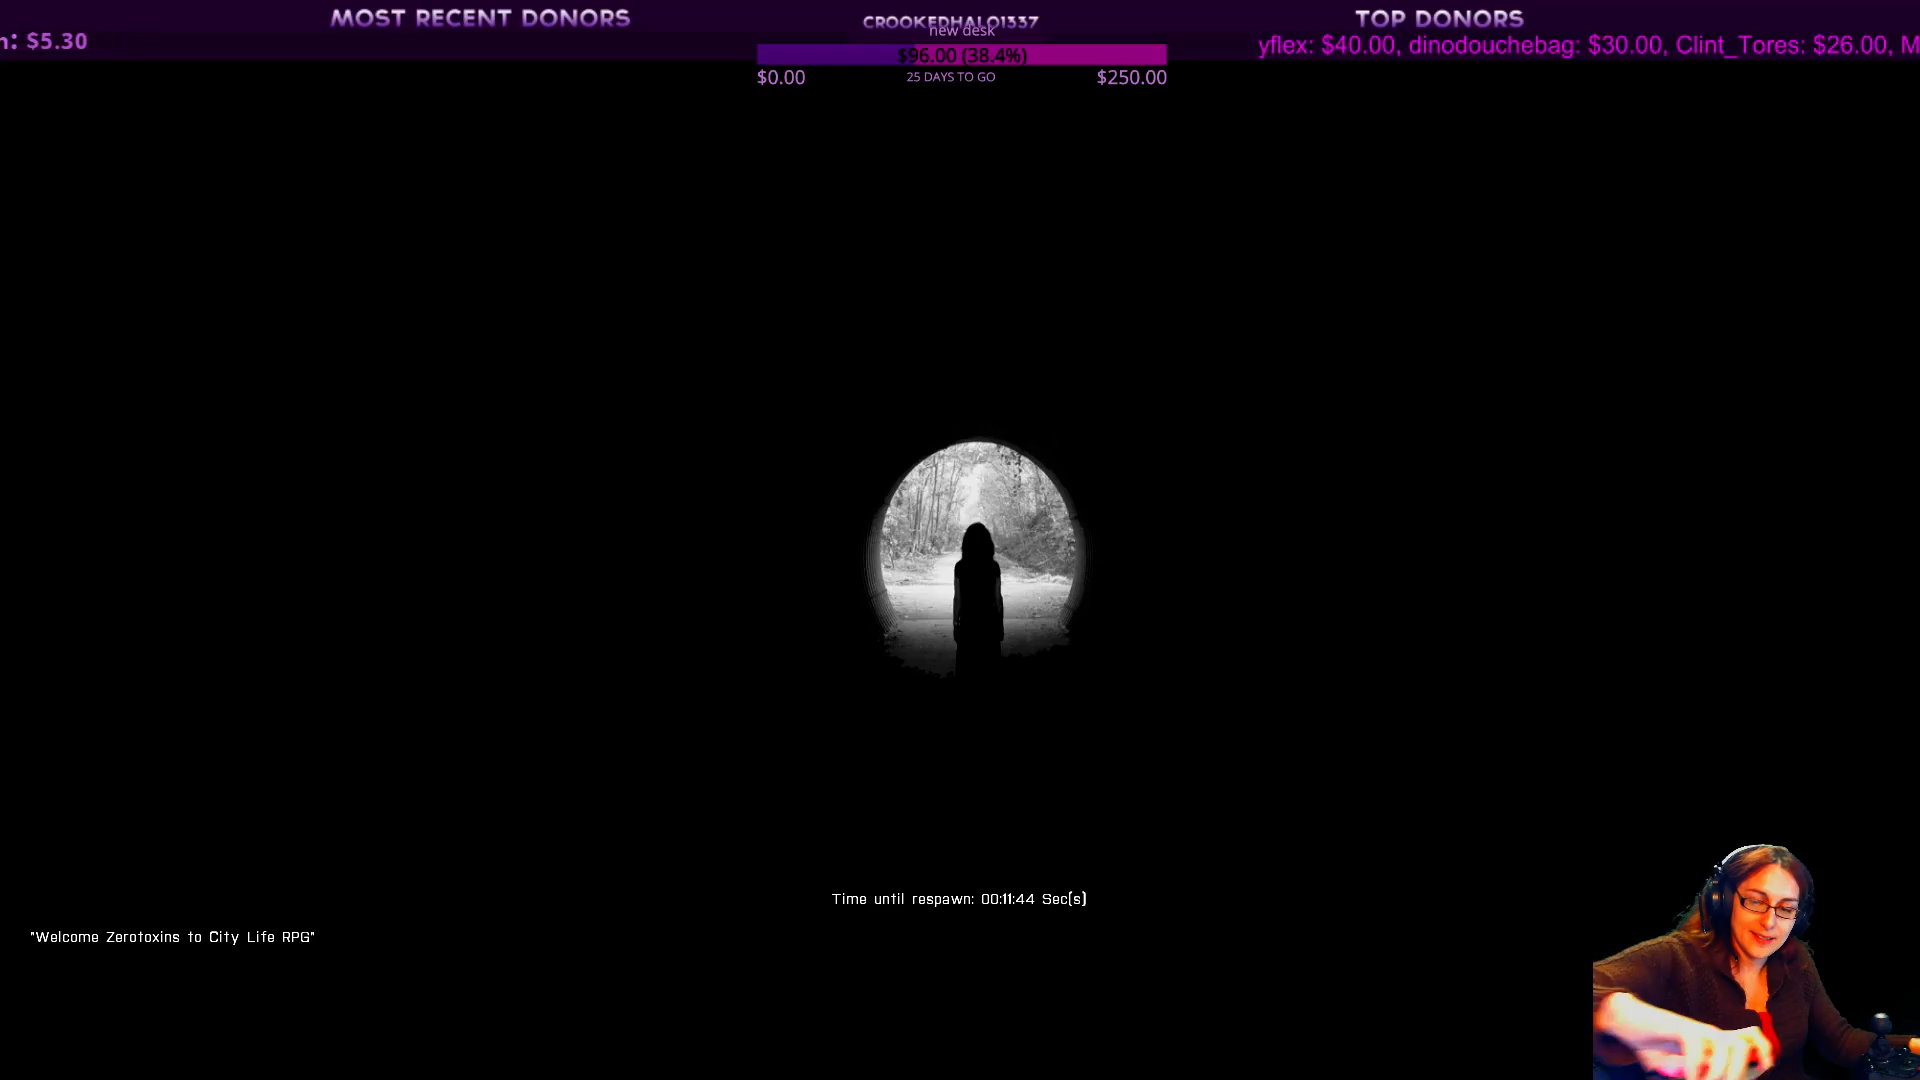 MOST RECENT DONORS
CROOKEDHALO1337
TOP DONORS
: $5.30
new desk
yflex: $40.00, dinodouchebag: $30.00, Clint_Tores: $26.00, M
$96.00 (38.4%)
$0.00
25 DAYS TO GO
$250.00
Time until respawn: 00:11:44 Sec(s)
"Welcome Zerotoxins to City Life RPG"